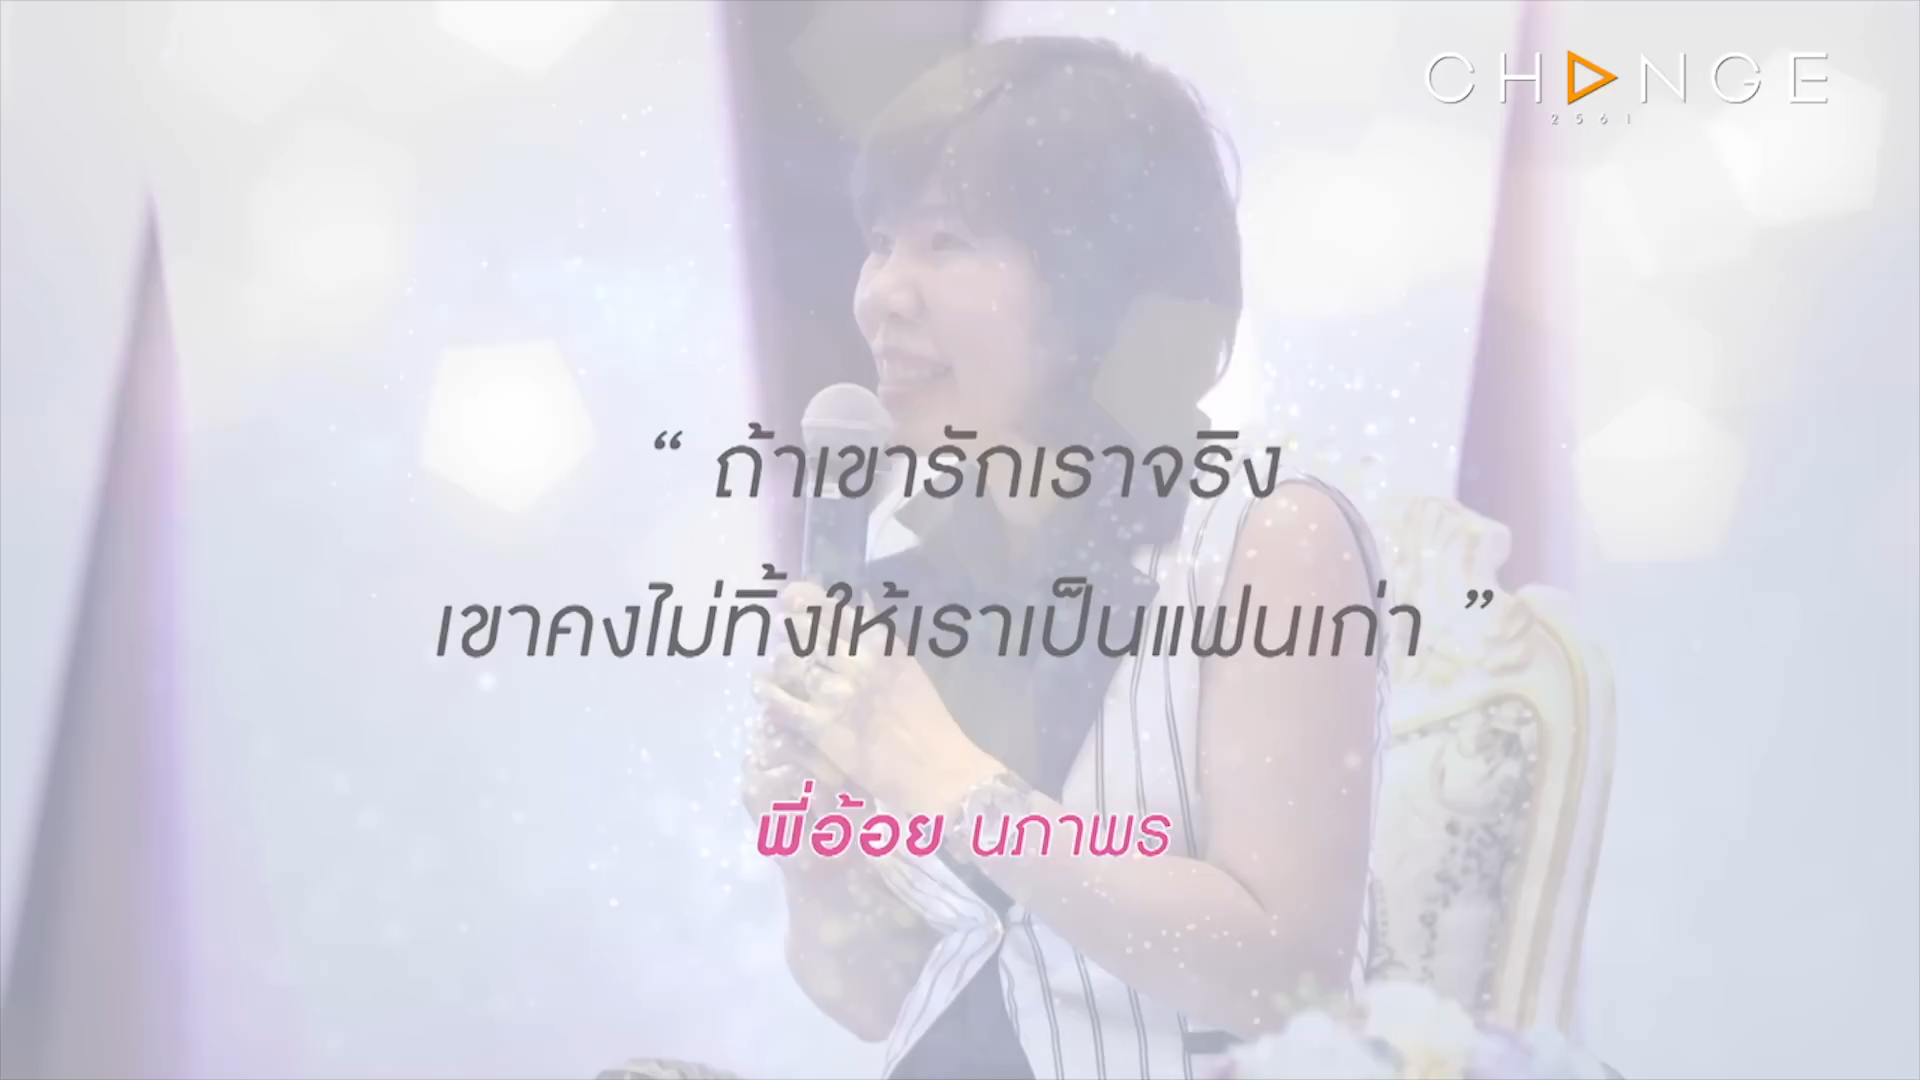 CHANGE
2561
“ ถ้าเขารักเราจริง
เขาคงไม่ทิ้งให้เราเป็นแฟนเก่า ”
พี่อ้อย นภาพร